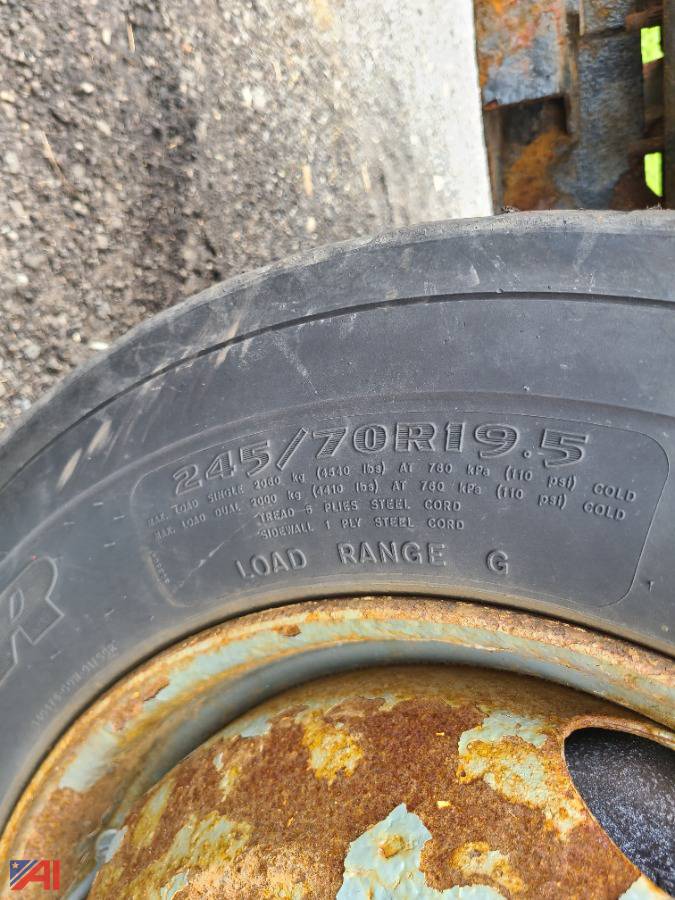 245/70R19.5
MAX. LOAD SINGLE 2060 kg (4540 lbs) AT 760 kPa (110 psi) COLD
MAX. LOAD DUAL 2000 kg (4410 lbs) AT 760 kPa (110 psi) COLD
TREAD 5 PLIES STEEL CORD
SIDEWALL 1 PLY STEEL CORD
LOAD RANGE G
R
AI